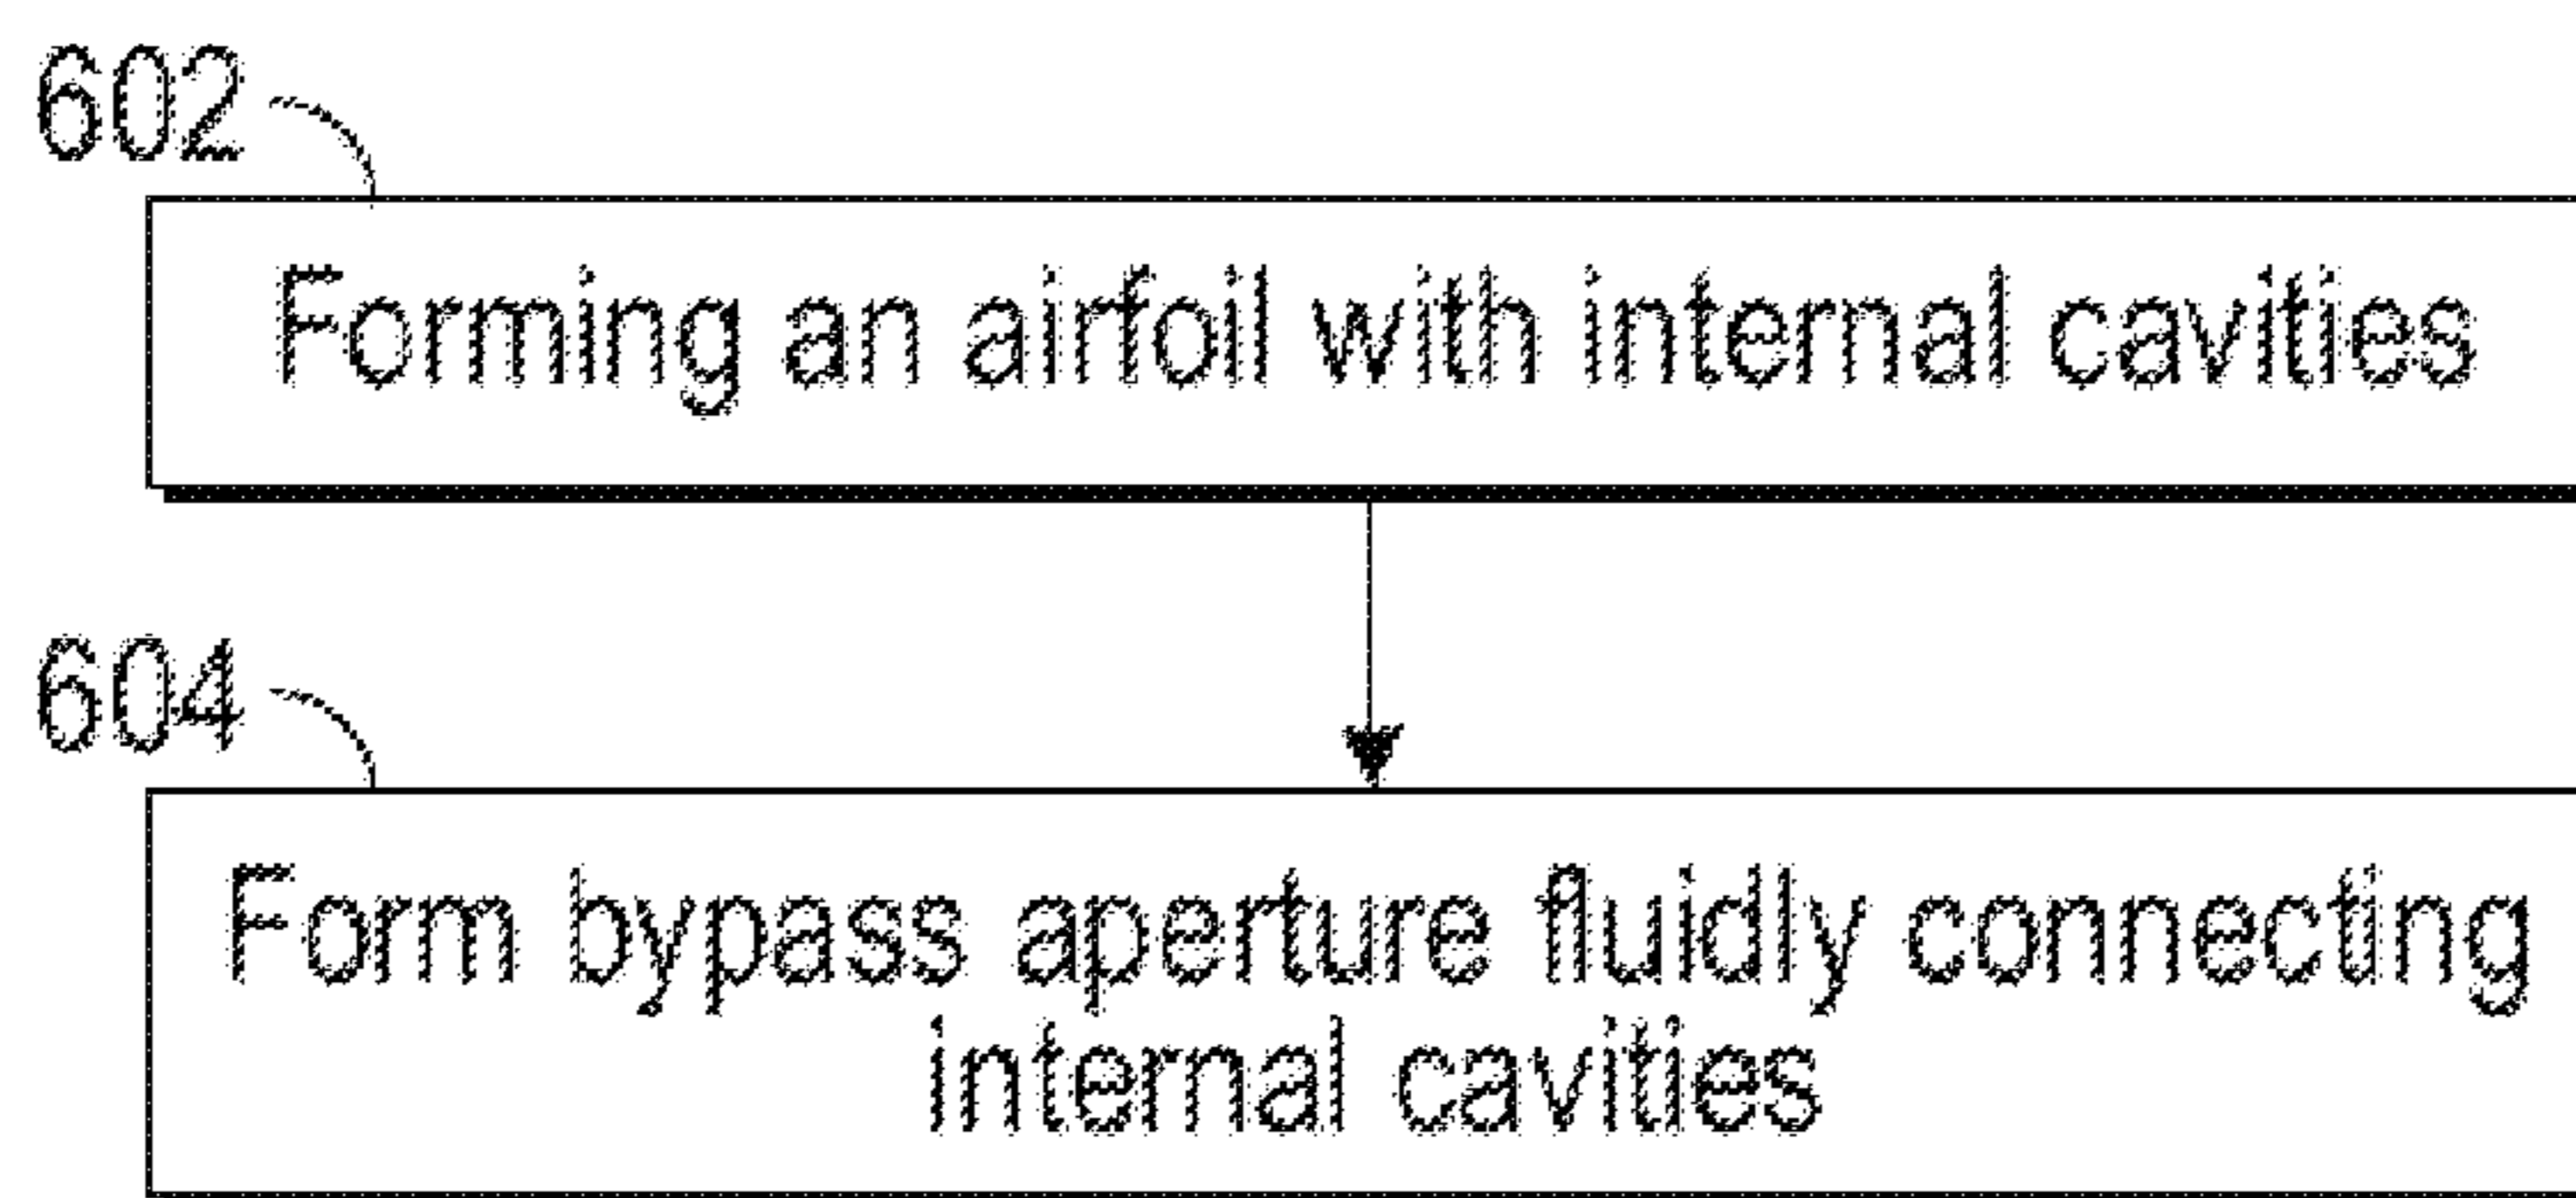 602
Forming an airfoil with internal cavities
604
Form bypass aperture fluidly connecting
internal cavities